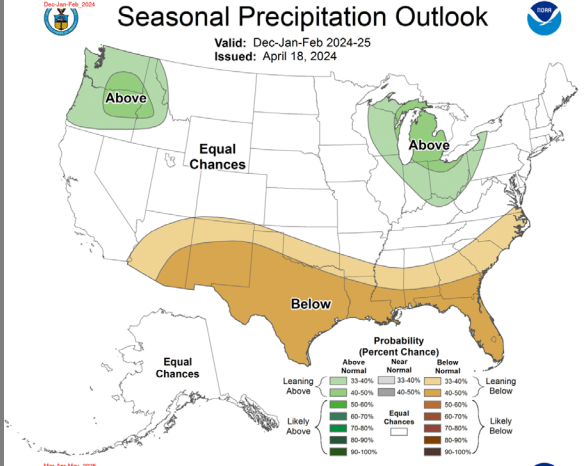 Dec-Jan-Feb_2024
Seasonal Precipitation Outlook
NOAA
Valid: Dec-Jan-Feb 2024-25
Issued: April 18, 2024
Above
Equal
Chances
Above
Below
Equal
Chances
Probability
(Percent Chance)
Above
Normal
Near
Normal
Below
Normal
Leaning
Above
33-40%
33-40%
33-40%
Leaning
Below
40-50%
40-50%
40-50%
Likely
Above
50-60%
Equal
Chances
50-60%
Likely
Below
60-70%
60-70%
70-80%
70-80%
80-90%
80-90%
90-100%
90-100%